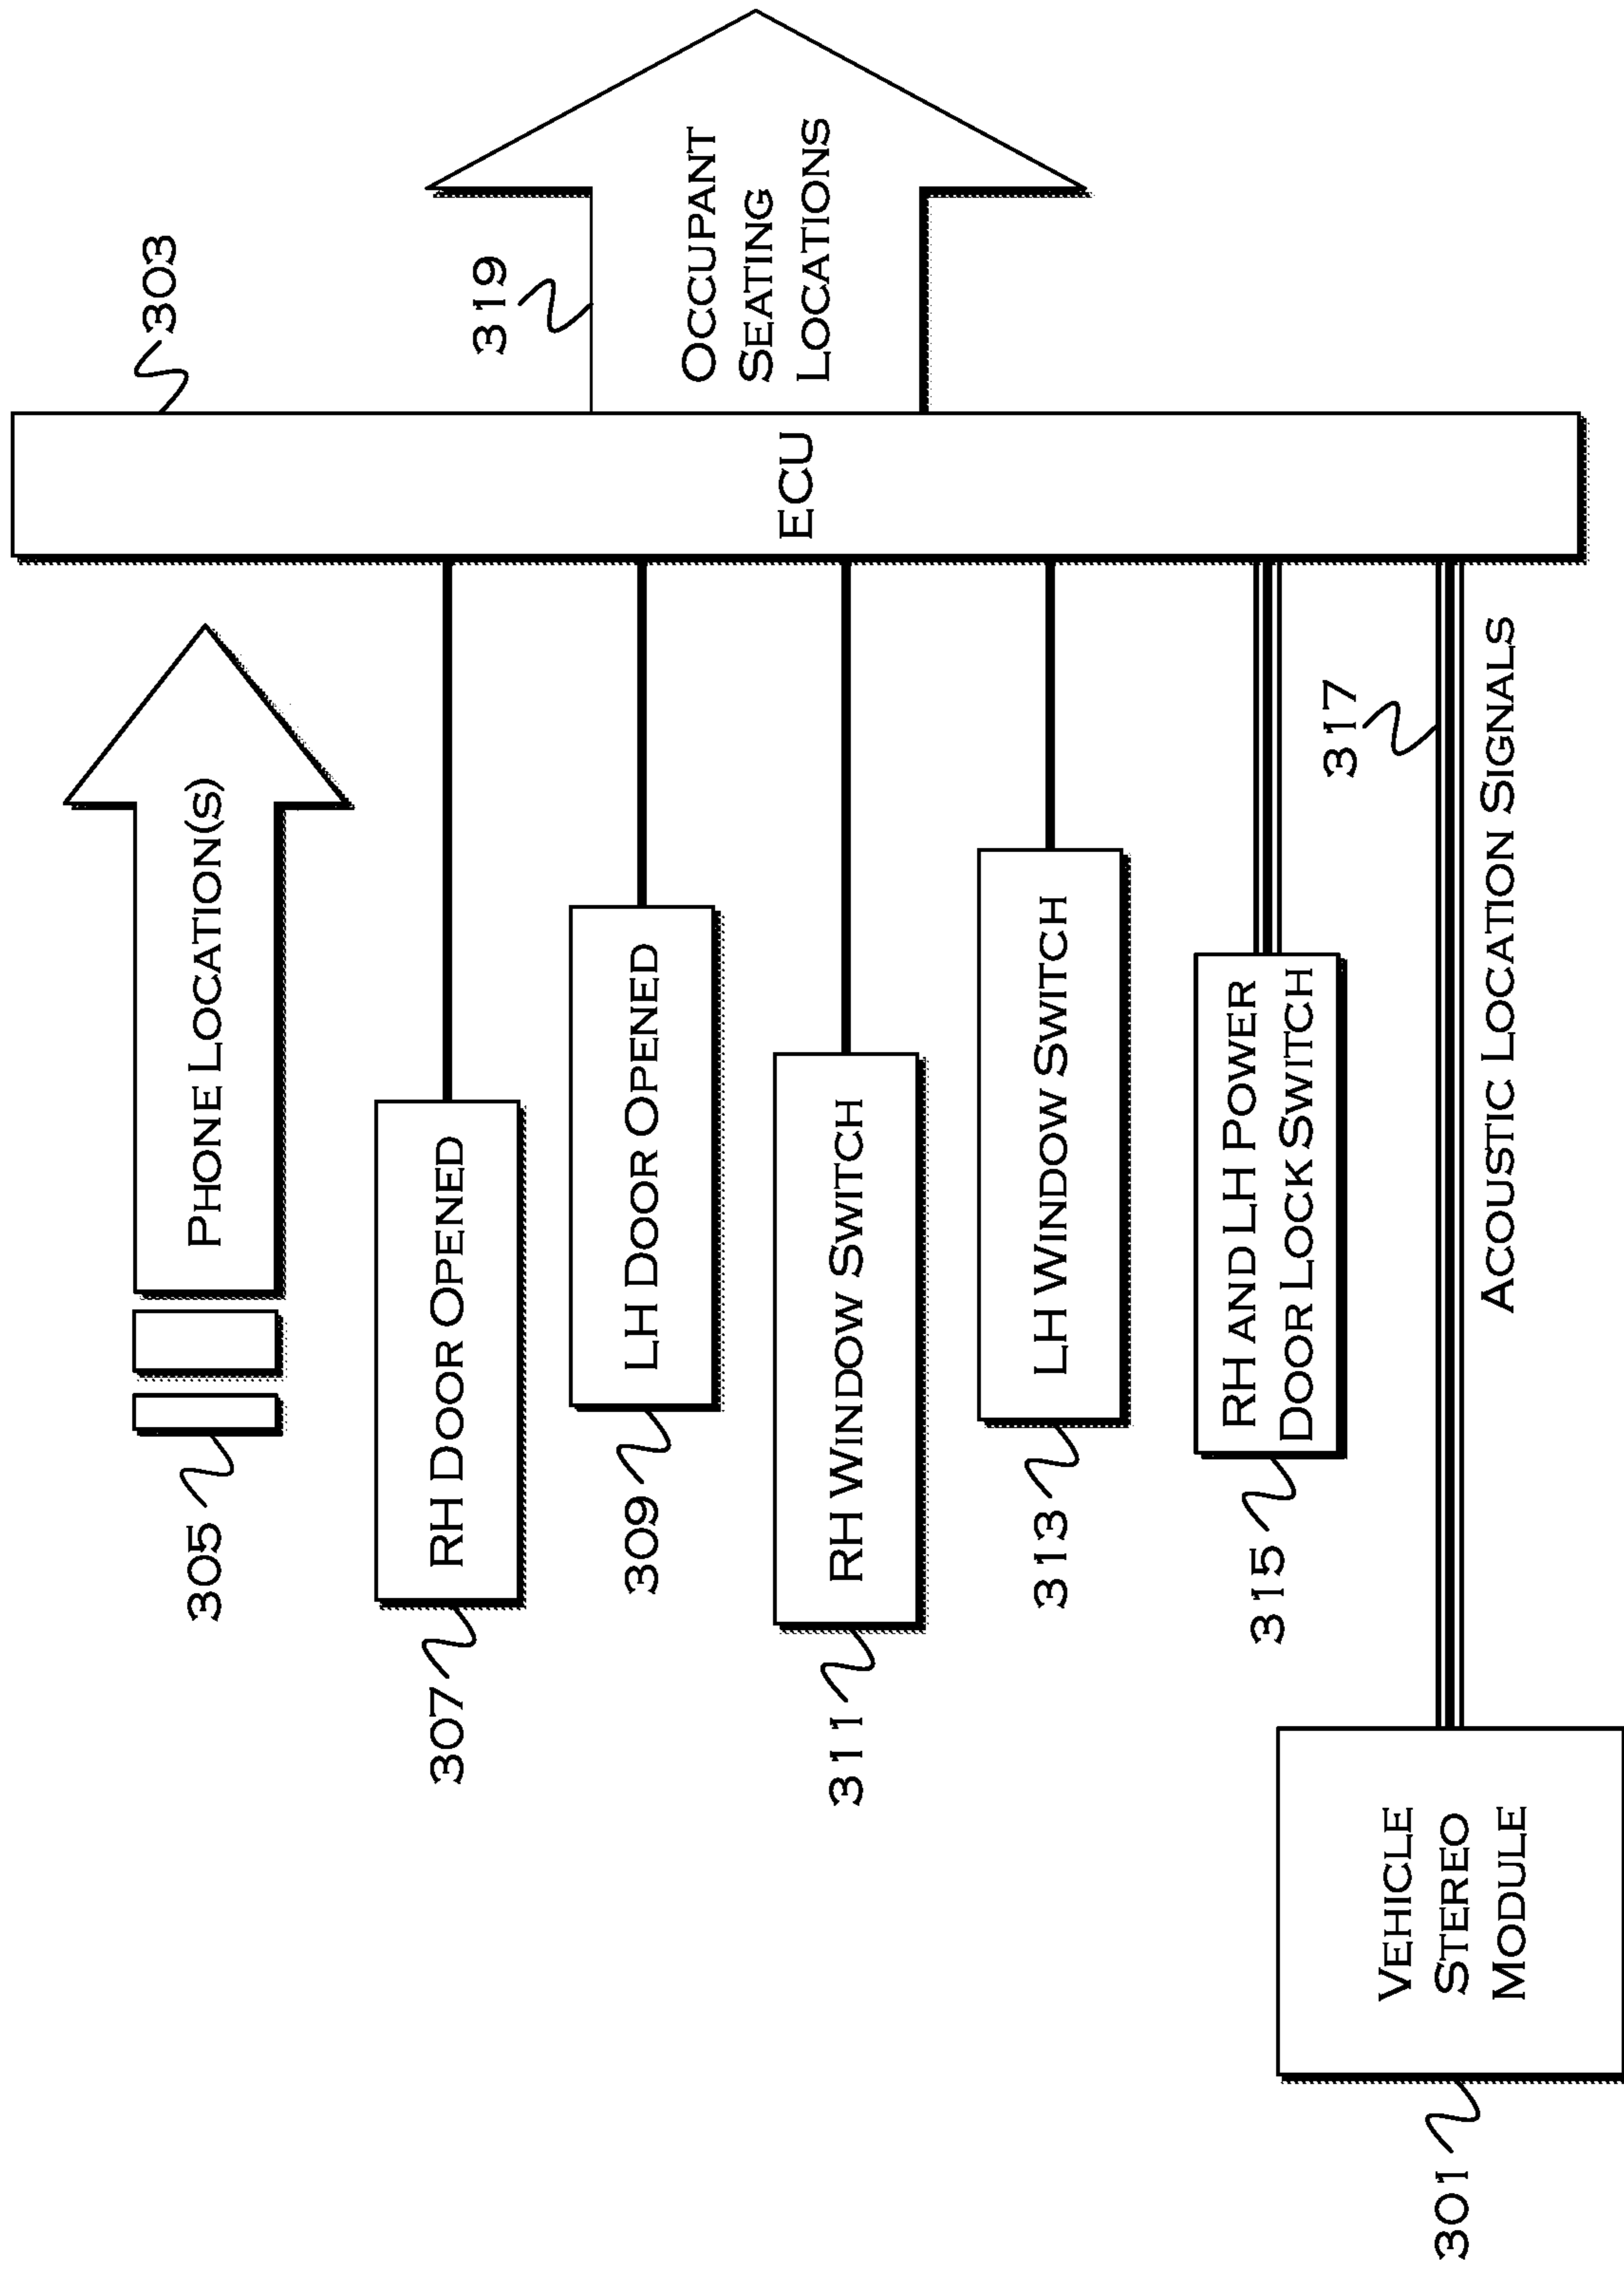 305
PHONE LOCATION(S)
303
307
RH DOOR OPENED
309
LH DOOR OPENED
319
OCCUPANT
SEATING
LOCATIONS
ECU
311
RH WINDOW SWITCH
313
LH WINDOW SWITCH
315
RH AND LH POWER
DOOR LOCK SWITCH
317
ACOUSTIC LOCATION SIGNALS
301
VEHICLE
STEREO
MODULE